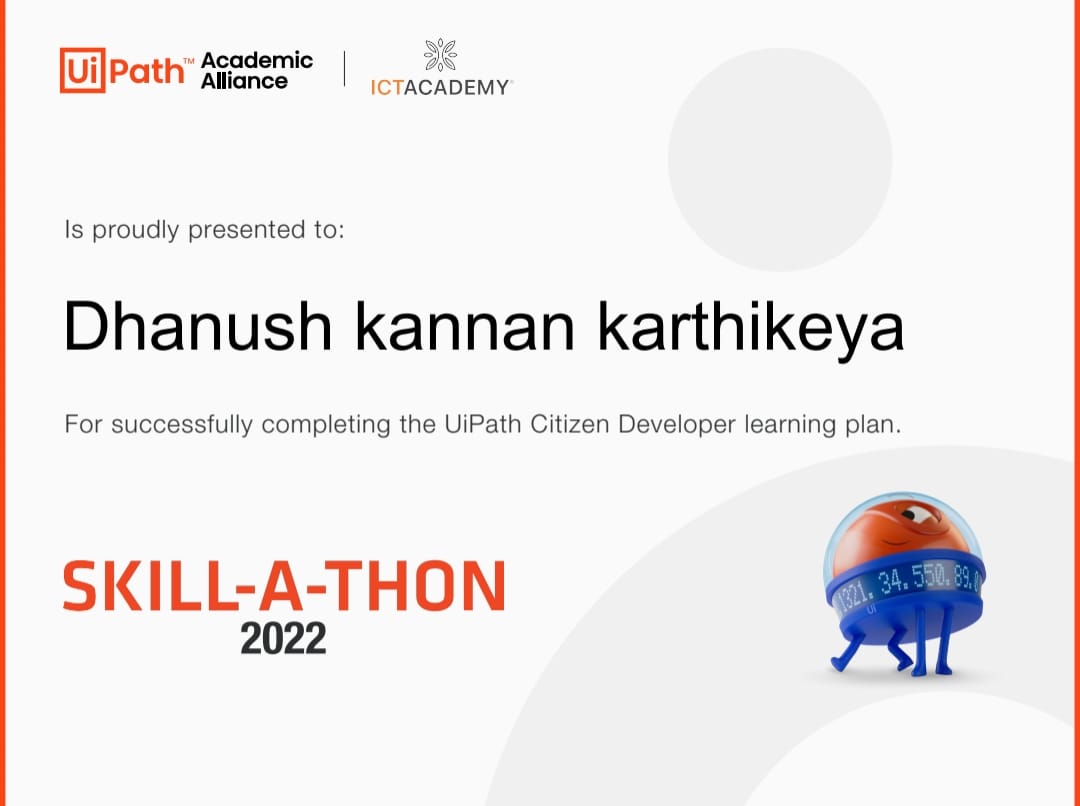 UiPath™ Academic Alliance
ICTACADEMY
Is proudly presented to:
Dhanush kannan karthikeya
For successfully completing the UiPath Citizen Developer learning plan.
SKILL-A-THON
2022
1321. 34. 550. 89.
UI